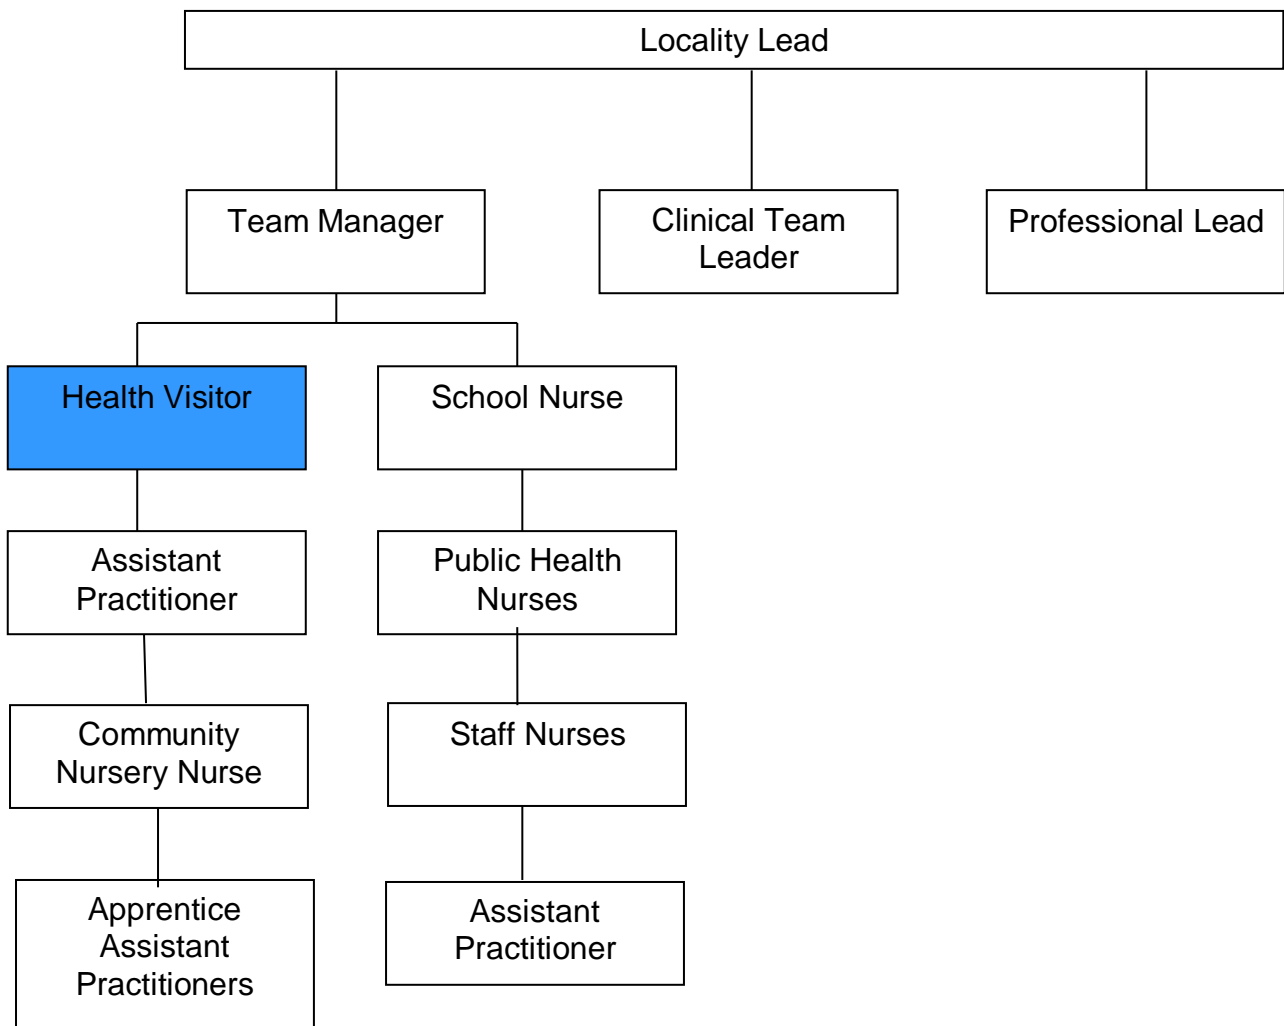 Locality Lead
Team Manager
Clinical Team
Leader
Professional Lead
Health Visitor
School Nurse
Assistant
Practitioner
Public Health
Nurses
Community
Nursery Nurse
Staff Nurses
Apprentice
Assistant
Practitioners
Assistant
Practitioner